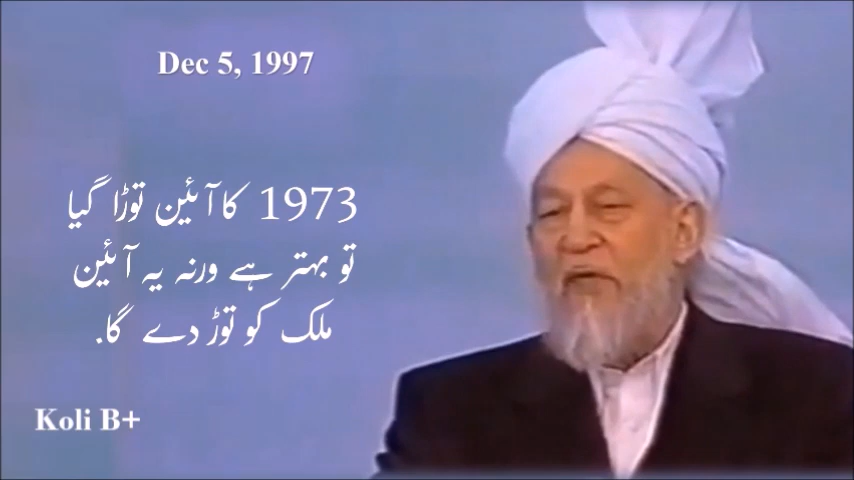 Dec 5, 1997
1973 کا آئین توڑا گیا
تو بہتر ہے ورنہ یہ آئین
ملک کو توڑ دے گا.
Koli B+